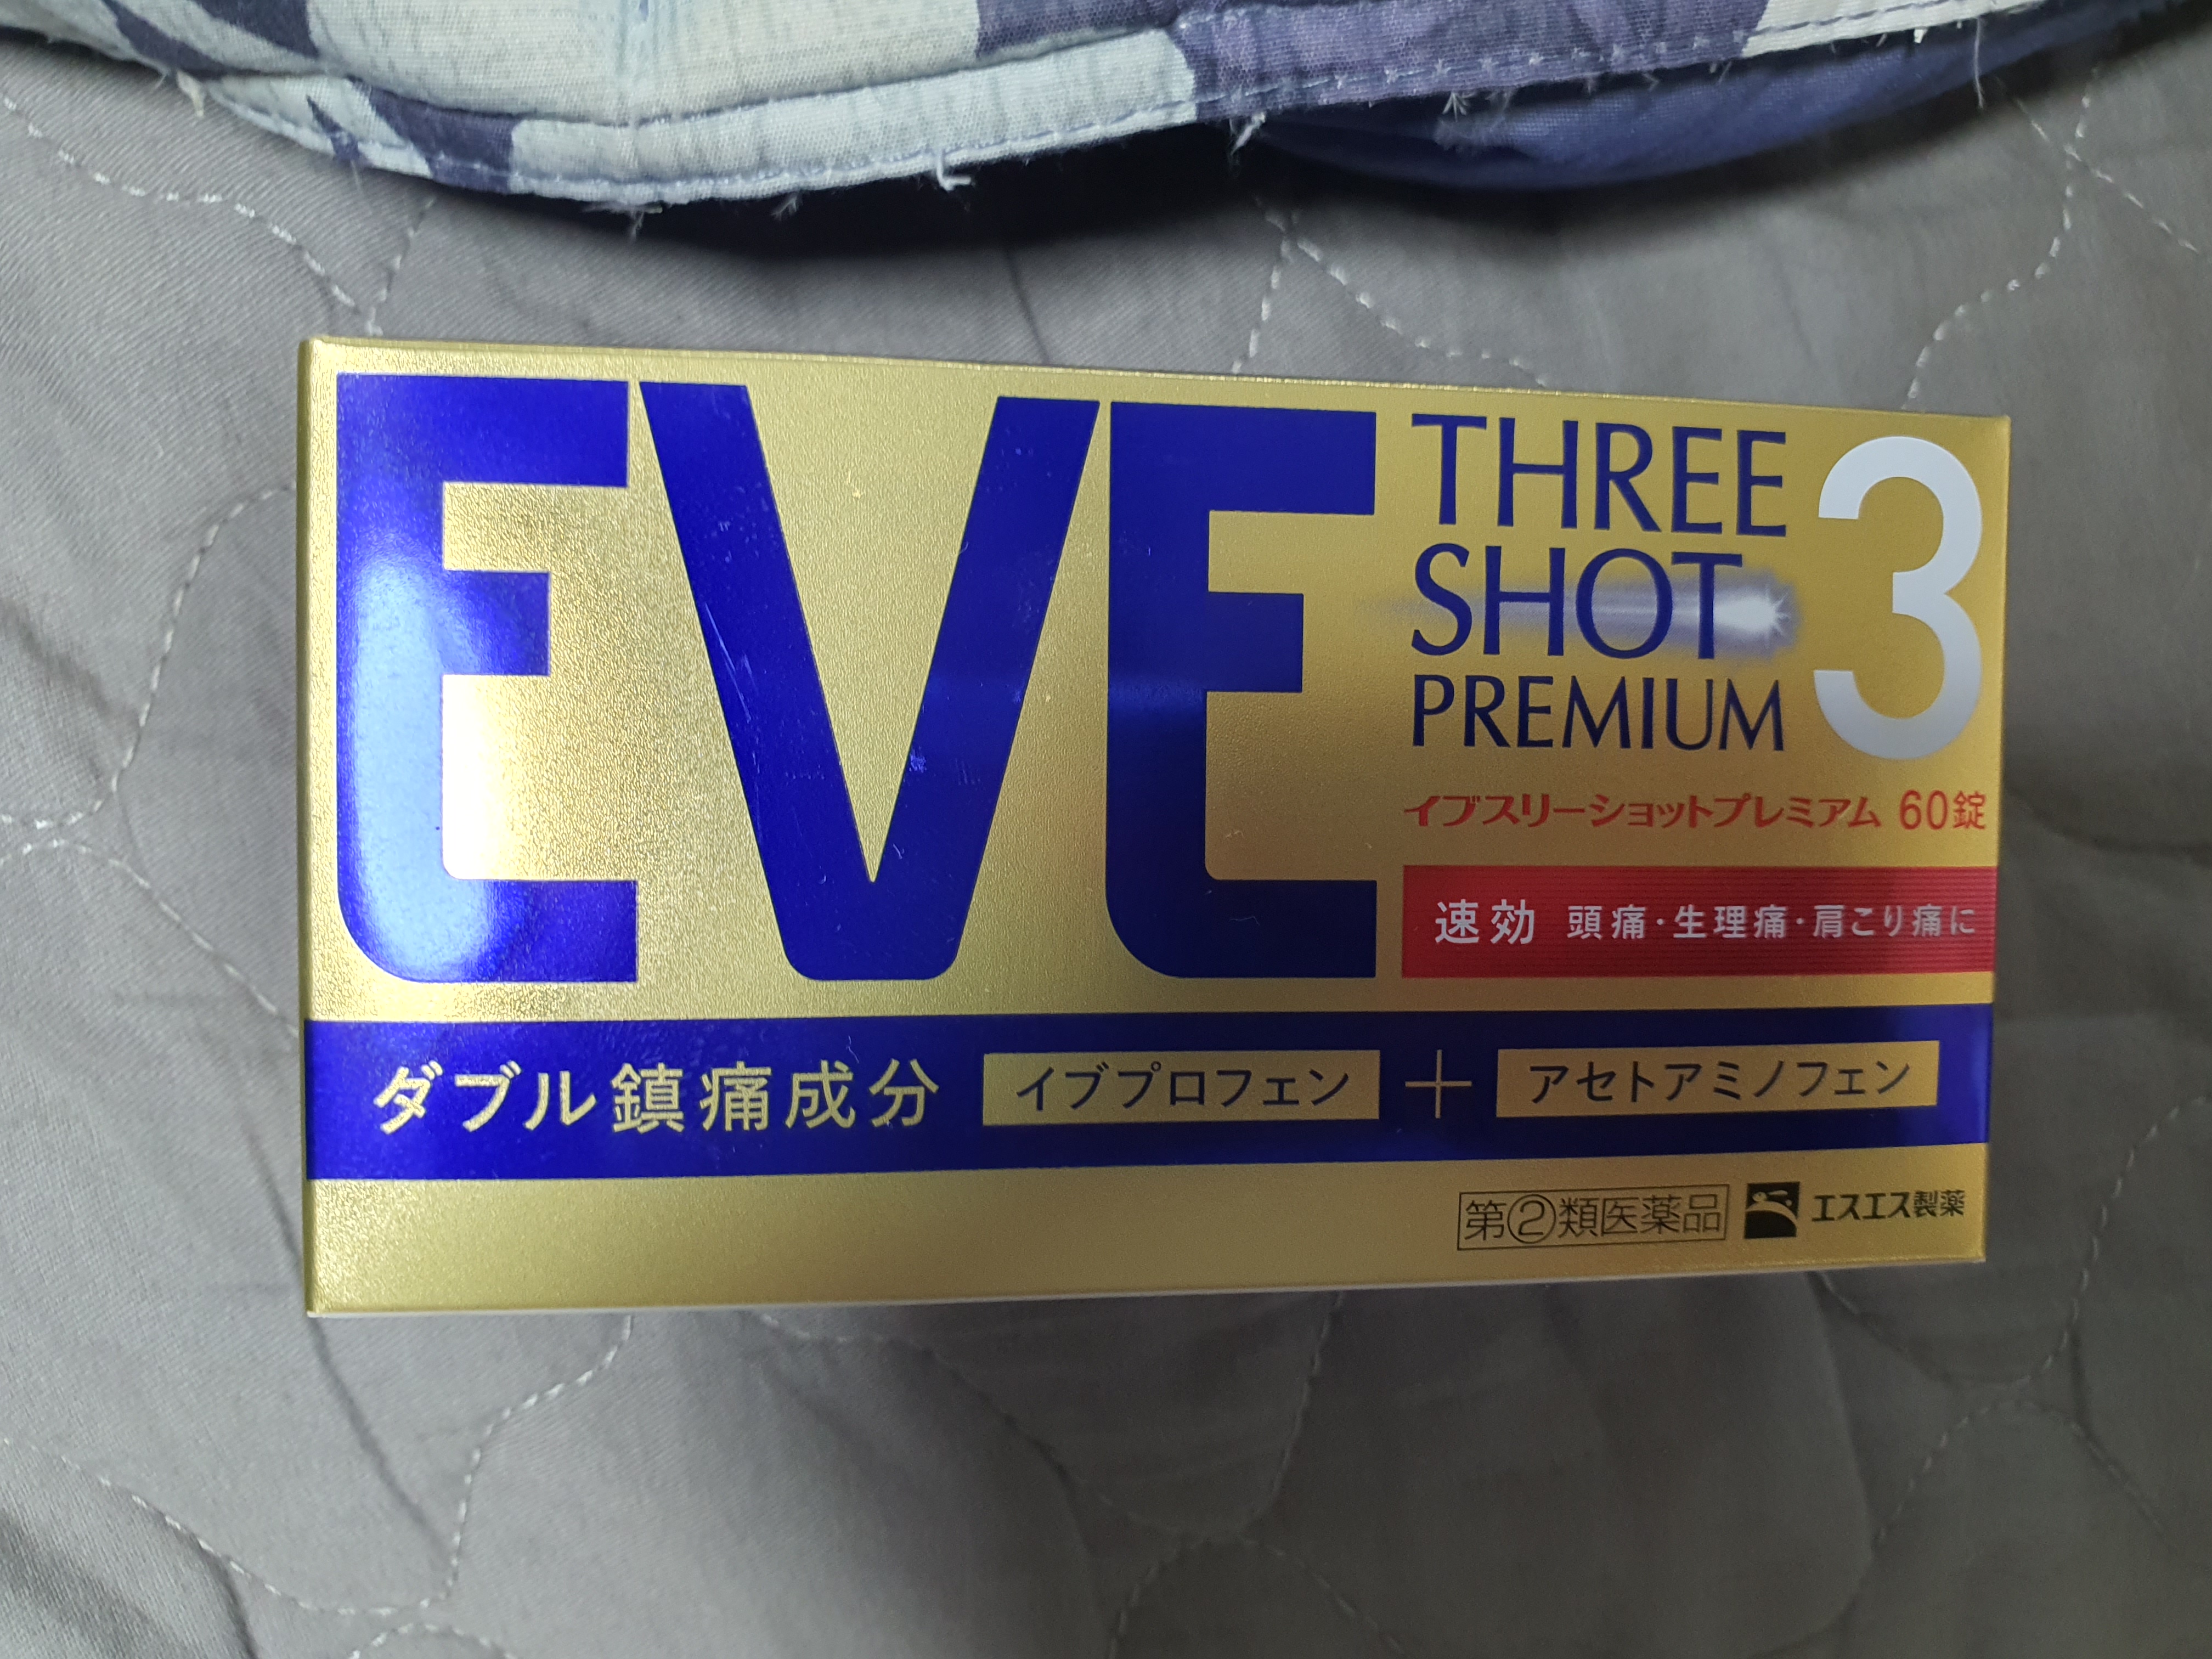 EVE
THREE
SHOT
PREMIUM
3
イブスリーショットプレミアム 60錠
速効 頭痛・生理痛・肩こり痛に
ダブル鎮痛成分 イブプロフェン + アセトアミノフェン
第②類医薬品 エスエス製薬